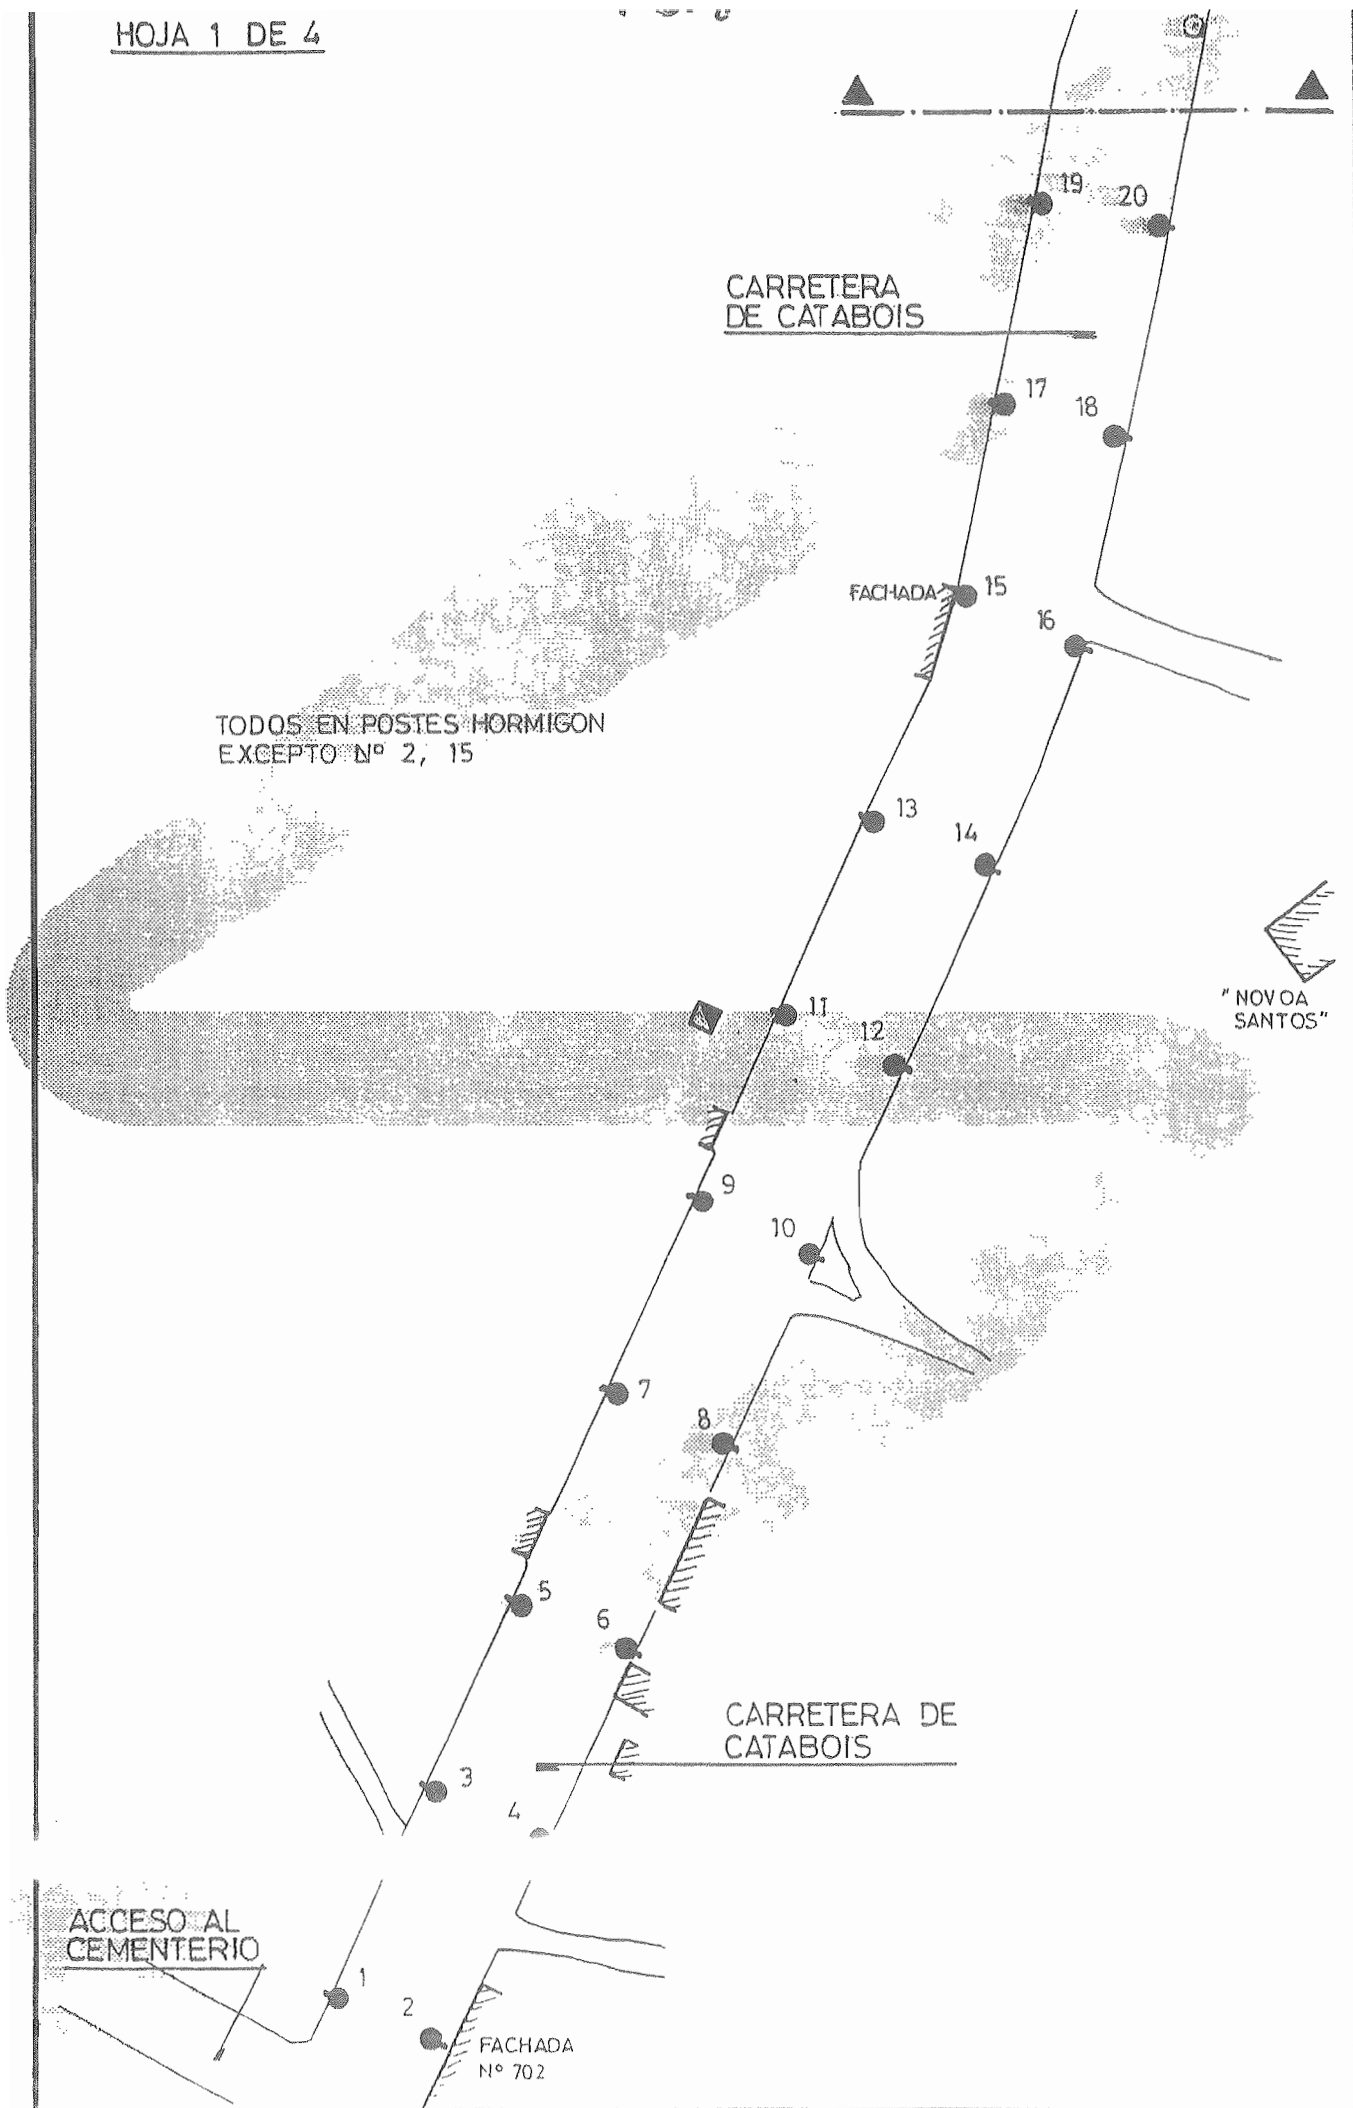 HOJA 1 DE 4
19
20
CARRETERA
DE CATABOIS
17
18
FACHADA
15
16
TODOS EN POSTES HORMIGON
EXCEPTO Nº 2, 15
13
14
11
"NOVOA
SANTOS"
12
9
10
7
8
5
6
CARRETERA DE
CATABOIS
3
4
ACCESO AL
CEMENTERIO
1
2
FACHADA
Nº 702